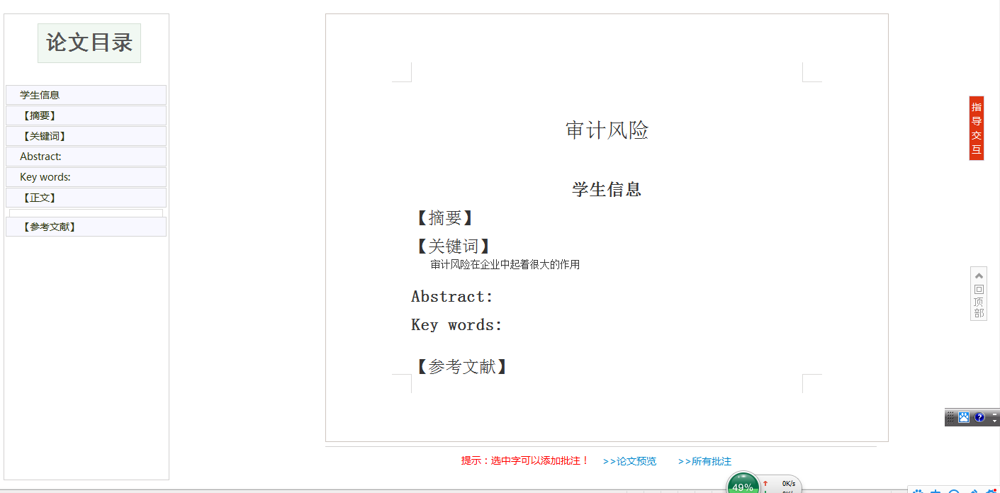 论文目录
学生信息
【摘要】
【关键词】
Abstract:
Key words:
【正文】
【参考文献】
审计风险
学生信息
【摘要】
【关键词】
审计风险在企业中起着很大的作用
Abstract:
Key words:
【参考文献】
提示：选中字可以添加批注！ >>论文预览 >>所有批注
指导交互
回顶部
49%
0K/s